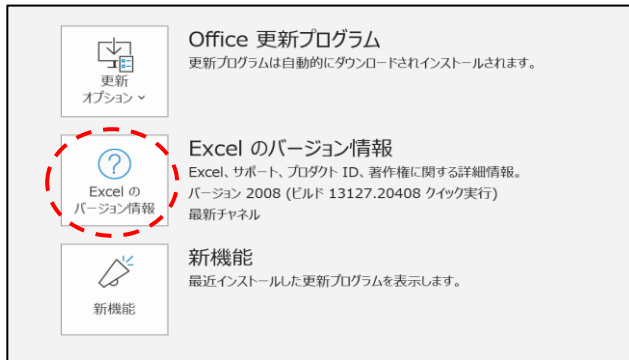 更新
オプション ˅
Office 更新プログラム
更新プログラムは自動的にダウンロードされインストールされます。
Excel の
バージョン情報
Excel のバージョン情報
Excel、サポート、プロダクト ID、著作権に関する詳細情報。
バージョン 2008 (ビルド 13127.20408 クイック実行)
最新チャネル
新機能
新機能
最近インストールした更新プログラムを表示します。